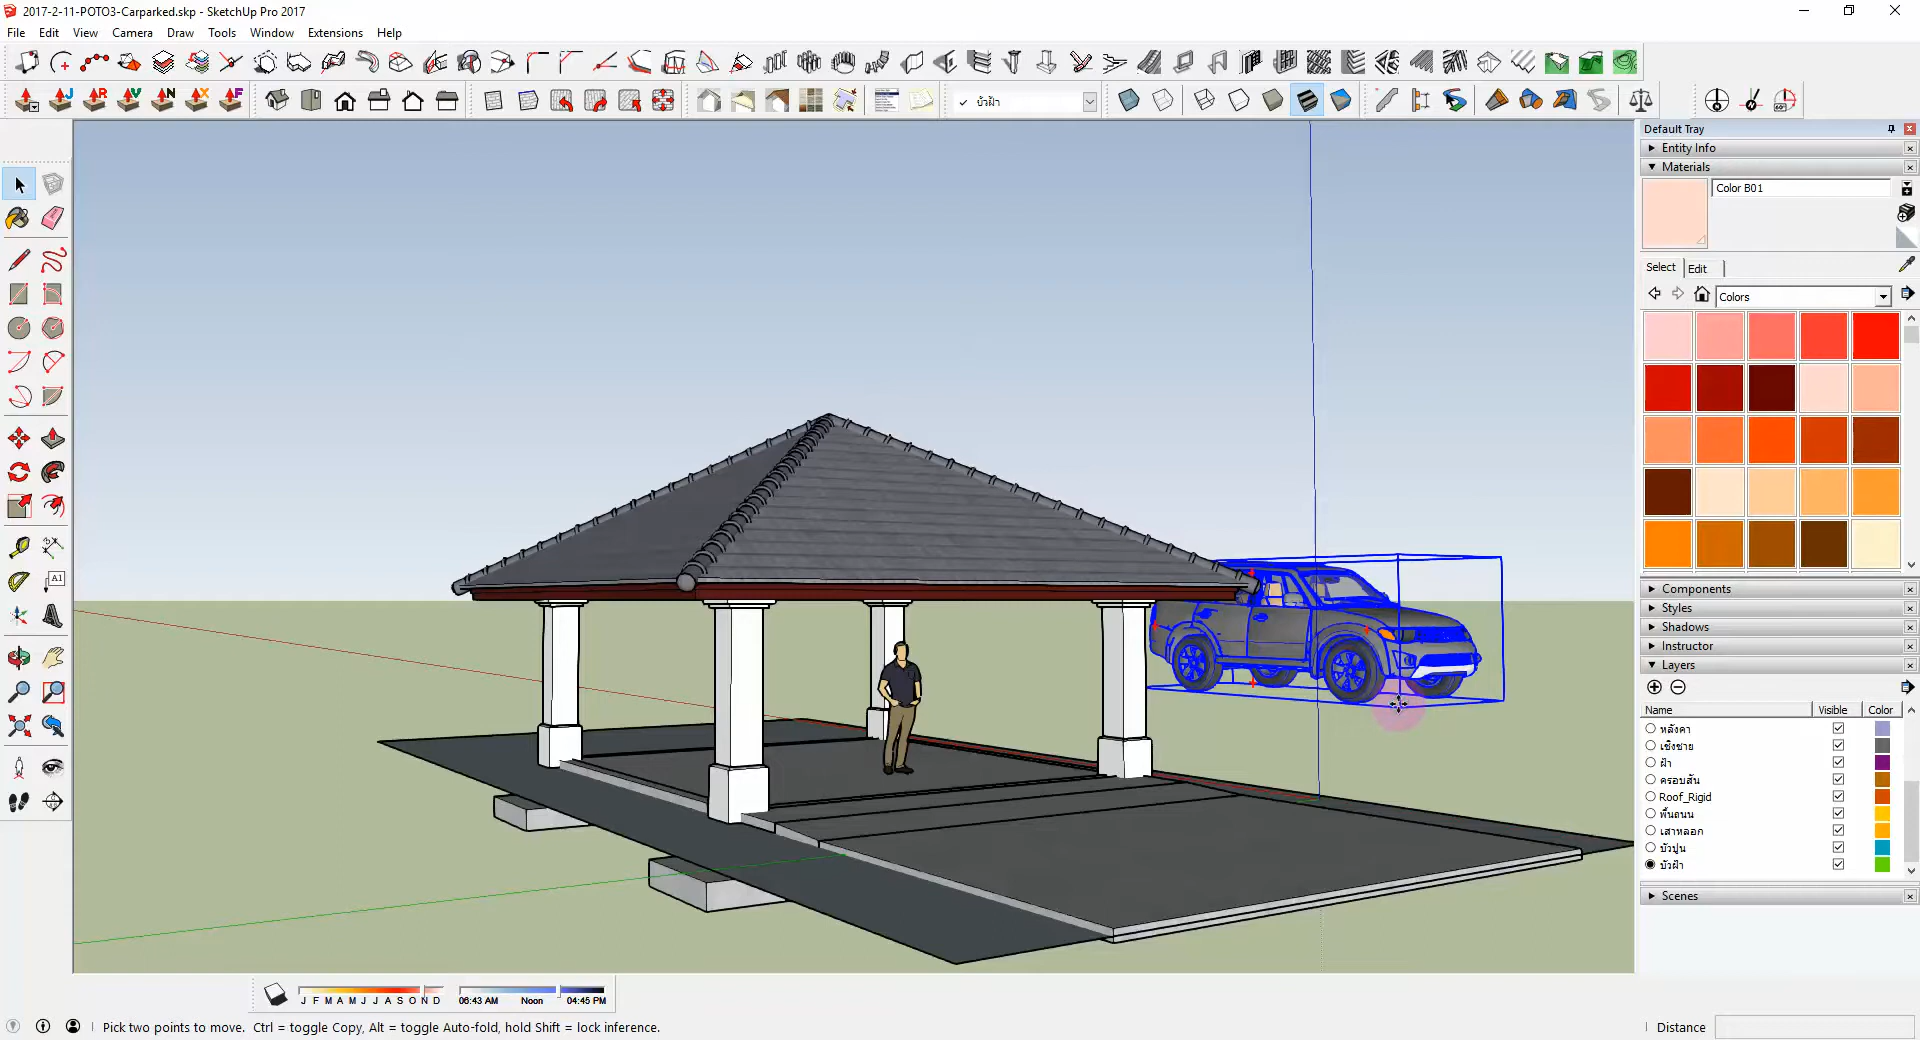 2017-2-11-POTO3-Carparked.skp - SketchUp Pro 2017
File Edit View Camera Draw Tools Window Extensions Help
J R V N X F
✓ บัวฝ้า
A1
Default Tray
Entity Info
Materials
Color B01
Select Edit
Colors
Components
Styles
Shadows
Instructor
Layers
Name Visible Color
หลังคา
เชิงชาย
ฝ้า
ครอบสัน
Roof_Rigid
พื้นถนน
เสาหลอก
บัวปูน
บัวฝ้า
Scenes
J F M A M J J A S O N D
06:43 AM Noon 04:45 PM
Pick two points to move. Ctrl = toggle Copy, Alt = toggle Auto-fold, hold Shift = lock inference.
Distance